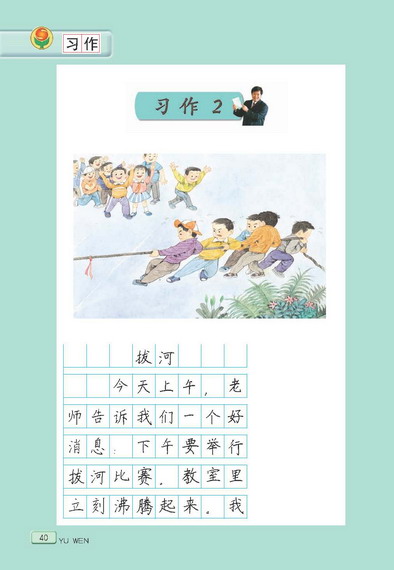 习作
习作 2
拔河
今天上午，老
师告诉我们一个好
消息：下午要举行
拔河比赛。教室里
立刻沸腾起来。我
40 YU WEN